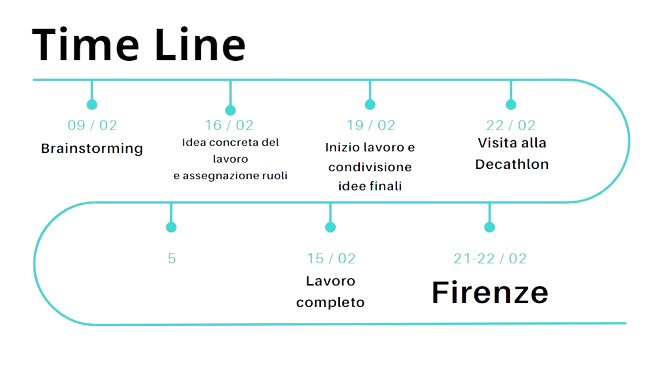 Time Line
09 / 02
Brainstorming
16 / 02
Idea concreta del
lavoro
e assegnazione ruoli
19 / 02
Inizio lavoro e
condivisione
idee finali
22 / 02
Visita alla
Decathlon
5
15 / 02
Lavoro
completo
21-22 / 02
Firenze